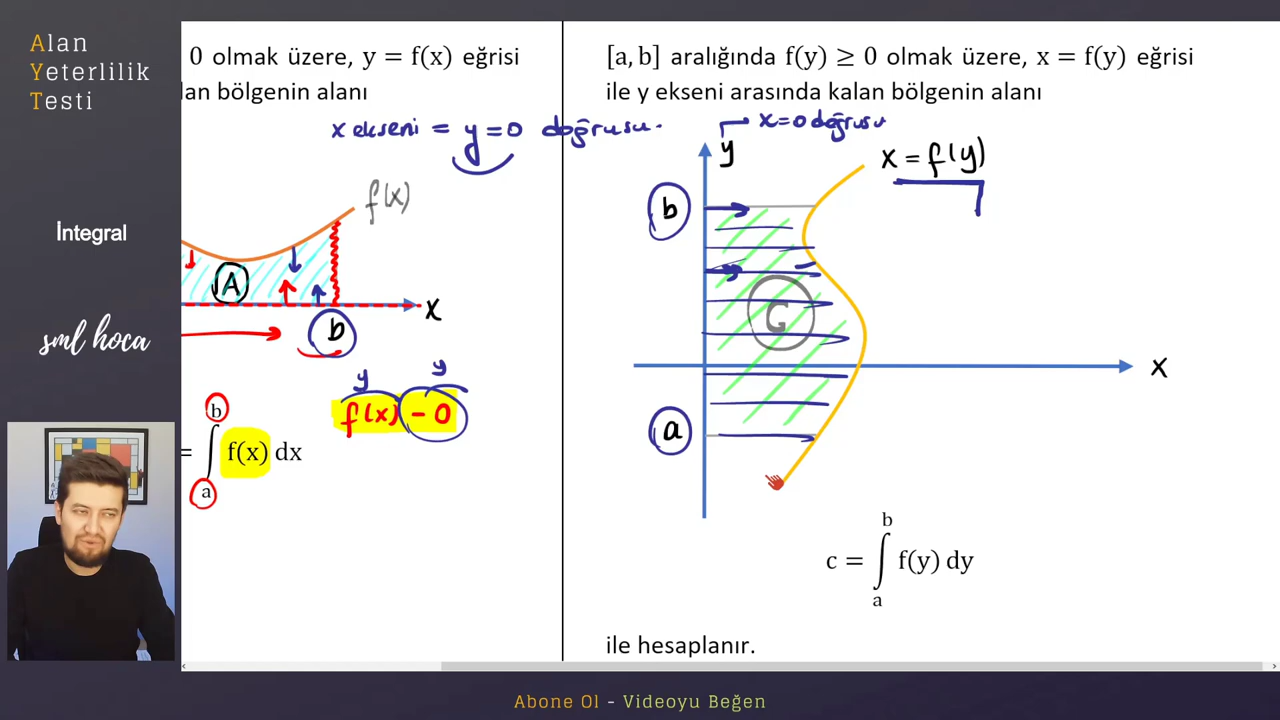 Alan
Yeterlilik
Testi
İntegral
sml hoca
0 olmak üzere, y = f(x) eğrisi
lan bölgenin alanı
x ekseni = y=0 doğrusu.
f(x)
A
x
b
y
y
f(x) - 0
b
= ∫ f(x) dx
a
[a, b] aralığında f(y) ≥ 0 olmak üzere, x = f(y) eğrisi
ile y ekseni arasında kalan bölgenin alanı
x=0 doğrusu
y
x = f(y)
b
C
x
a
b
c = ∫ f(y) dy
a
ile hesaplanır.
Abone Ol - Videoyu Beğen